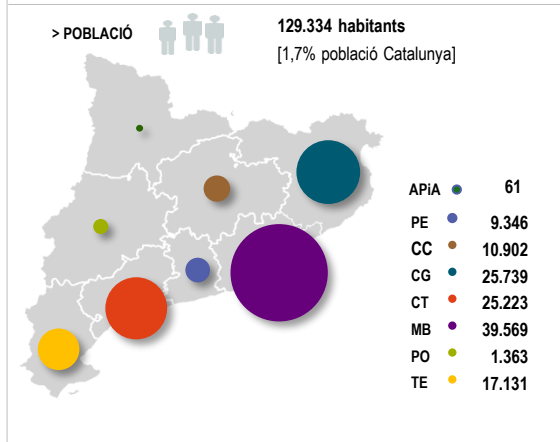 > POBLACIÓ
129.334 habitants
[1,7% població Catalunya]
APiA 61
PE 9.346
CC 10.902
CG 25.739
CT 25.223
MB 39.569
PO 1.363
TE 17.131